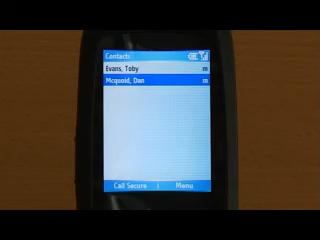 Contacts
Evans, Toby m
Mcquoid, Dan m
Call Secure Menu